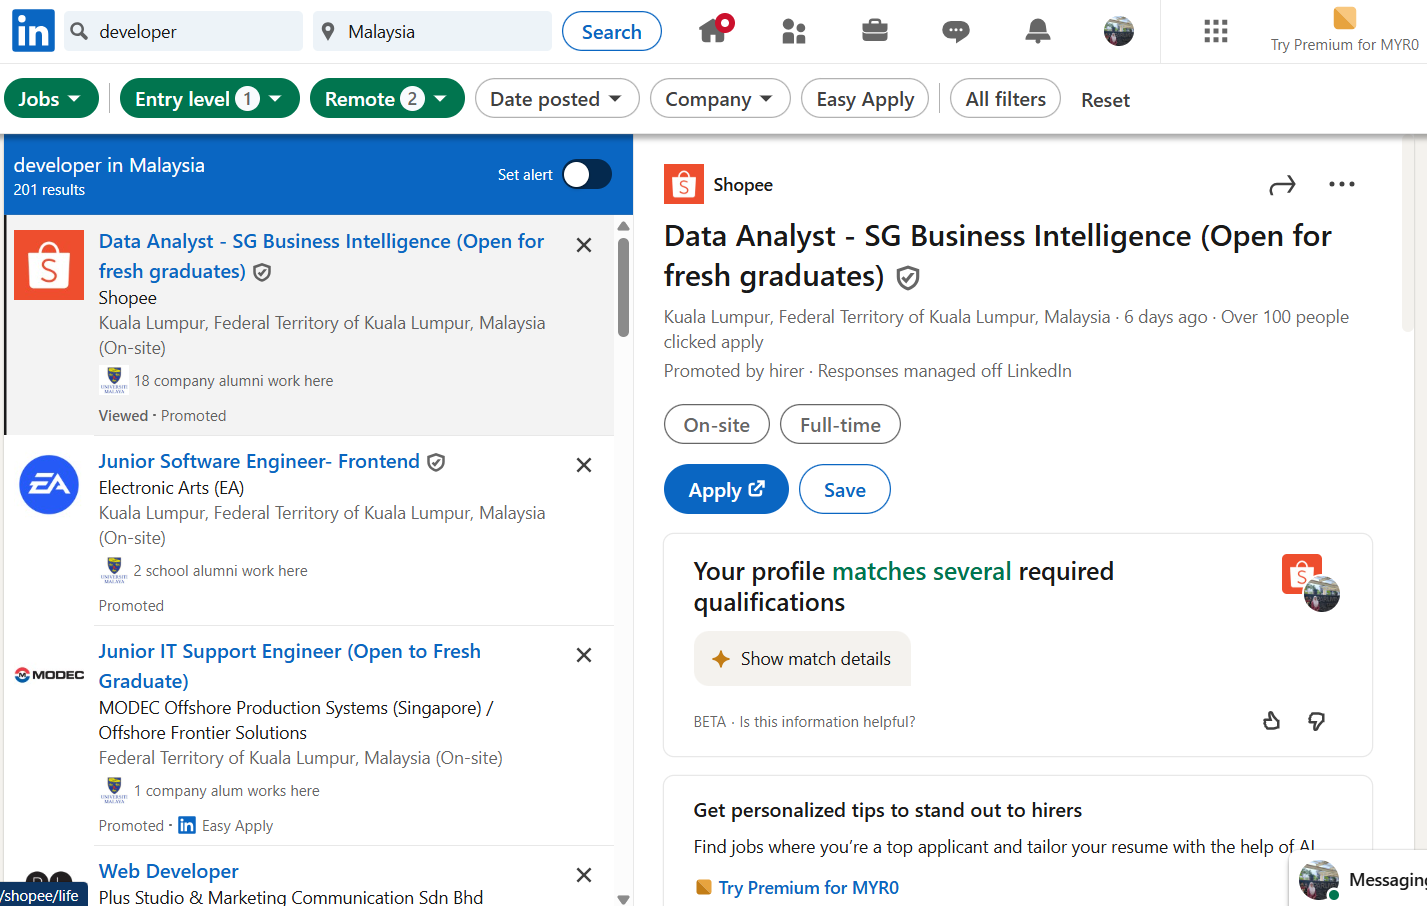 in
developer
Malaysia
Search
Try Premium for MYR0
Jobs
Entry level 1
Remote 2
Date posted
Company
Easy Apply
All filters
Reset
developer in Malaysia
201 results
Set alert
Data Analyst - SG Business Intelligence (Open for
fresh graduates)
Shopee
Kuala Lumpur, Federal Territory of Kuala Lumpur, Malaysia
(On-site)
18 company alumni work here
Viewed · Promoted
EA
Junior Software Engineer- Frontend
Electronic Arts (EA)
Kuala Lumpur, Federal Territory of Kuala Lumpur, Malaysia
(On-site)
2 school alumni work here
Promoted
MODEC
Junior IT Support Engineer (Open to Fresh
Graduate)
MODEC Offshore Production Systems (Singapore) /
Offshore Frontier Solutions
Federal Territory of Kuala Lumpur, Malaysia (On-site)
1 company alum works here
Promoted · in Easy Apply
Web Developer
Plus Studio & Marketing Communication Sdn Bhd
/shopee/life
Shopee
Data Analyst - SG Business Intelligence (Open for
fresh graduates)
Kuala Lumpur, Federal Territory of Kuala Lumpur, Malaysia · 6 days ago · Over 100 people
clicked apply
Promoted by hirer · Responses managed off LinkedIn
On-site
Full-time
Apply
Save
Your profile matches several required
qualifications
Show match details
BETA · Is this information helpful?
Get personalized tips to stand out to hirers
Find jobs where you're a top applicant and tailor your resume with the help of AI.
Try Premium for MYR0
Messaging